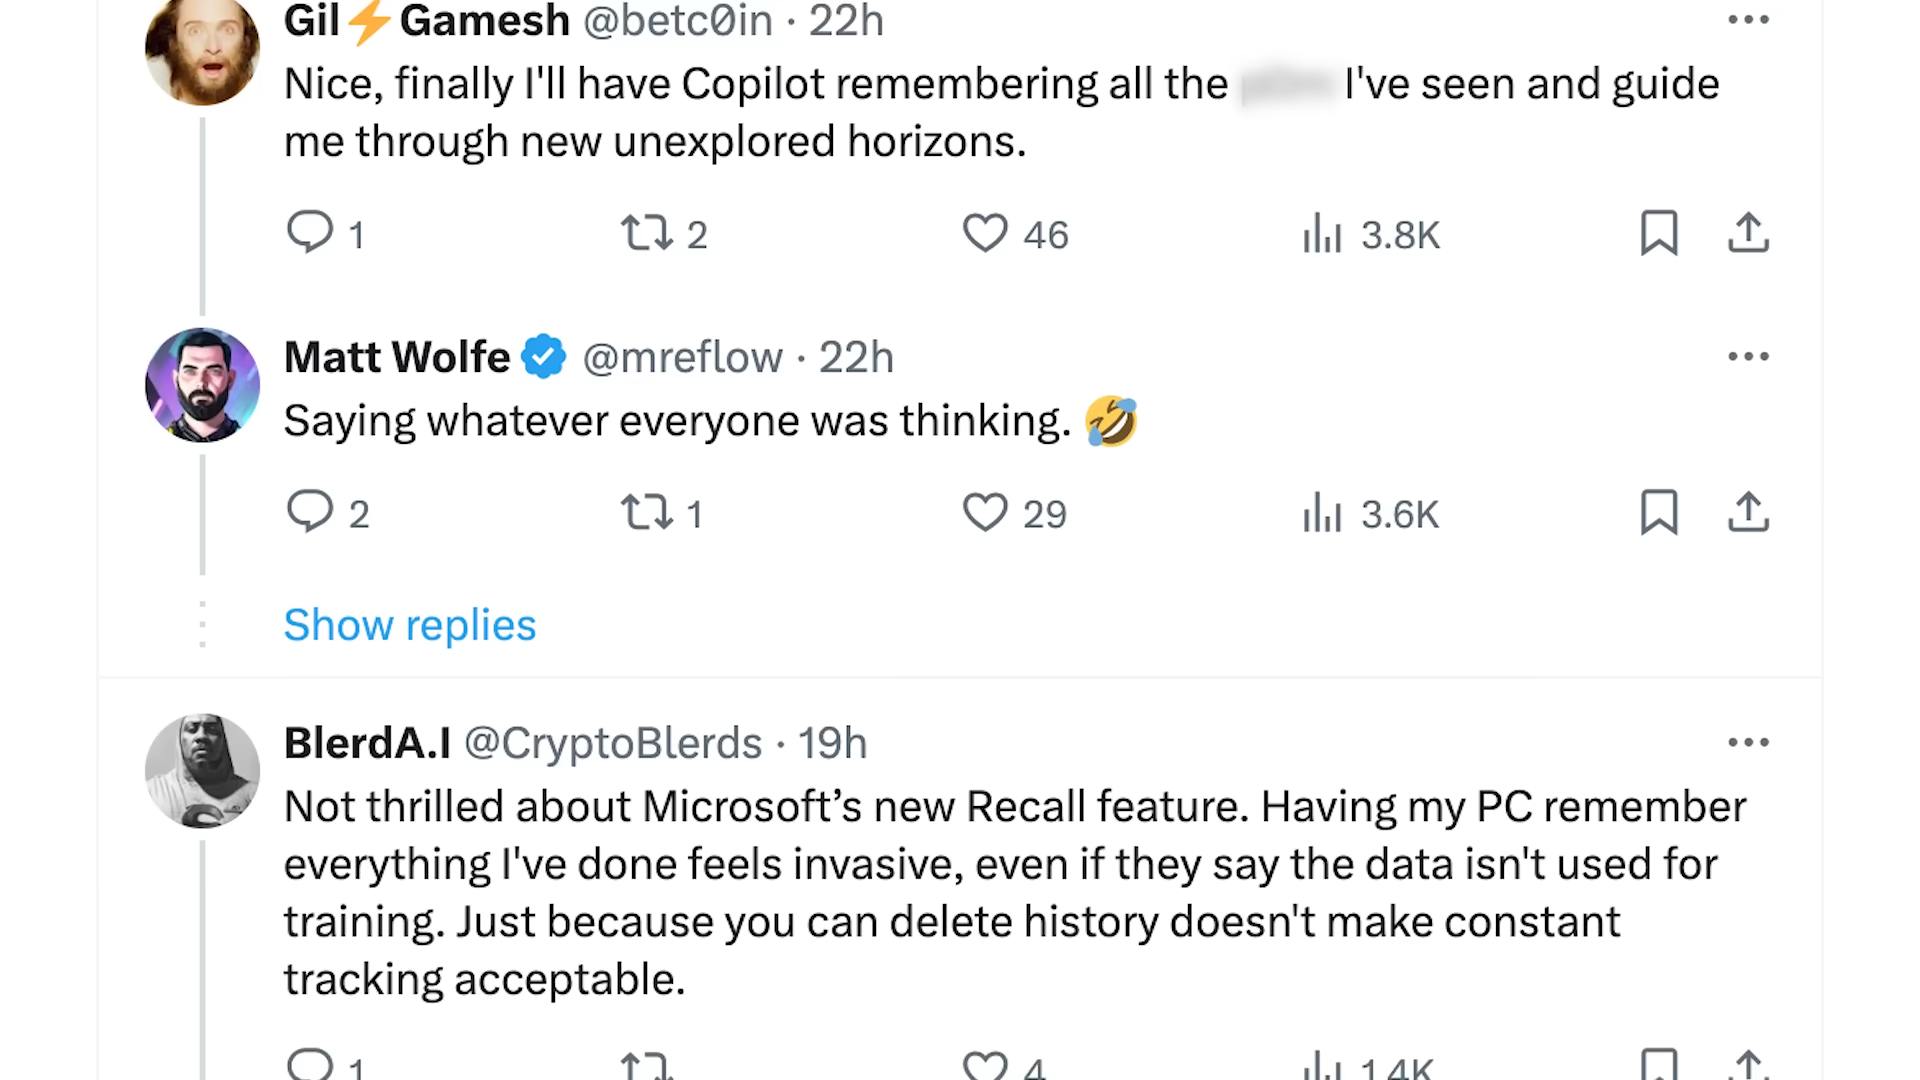 Gil⚡Gamesh @betc0in · 22h
Nice, finally I'll have Copilot remembering all the I've seen and guide
me through new unexplored horizons.
1 2 46 3.8K
Matt Wolfe @mreflow · 22h
Saying whatever everyone was thinking. 🤣
2 1 29 3.6K
Show replies
BlerdA.I @CryptoBlerds · 19h
Not thrilled about Microsoft’s new Recall feature. Having my PC remember
everything I've done feels invasive, even if they say the data isn't used for
training. Just because you can delete history doesn't make constant
tracking acceptable.
1 4 1.4K